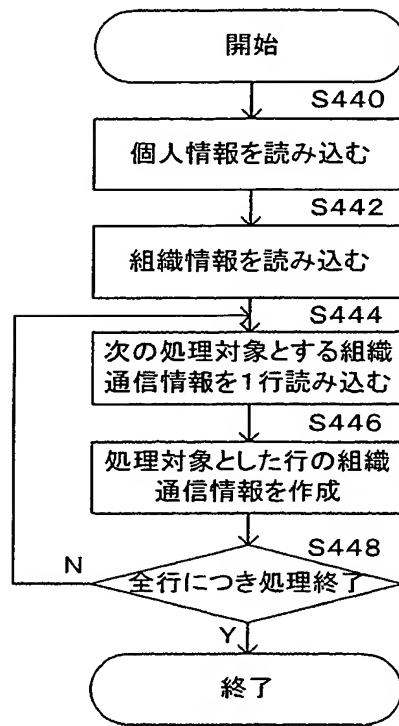 開始
S440
個人情報を読み込む
S442
組織情報を読み込む
S444
次の処理対象とする組織
通信情報を1行読み込む
S446
処理対象とした行の組織
通信情報を作成
S448
N
全行につき処理終了
Y
終了